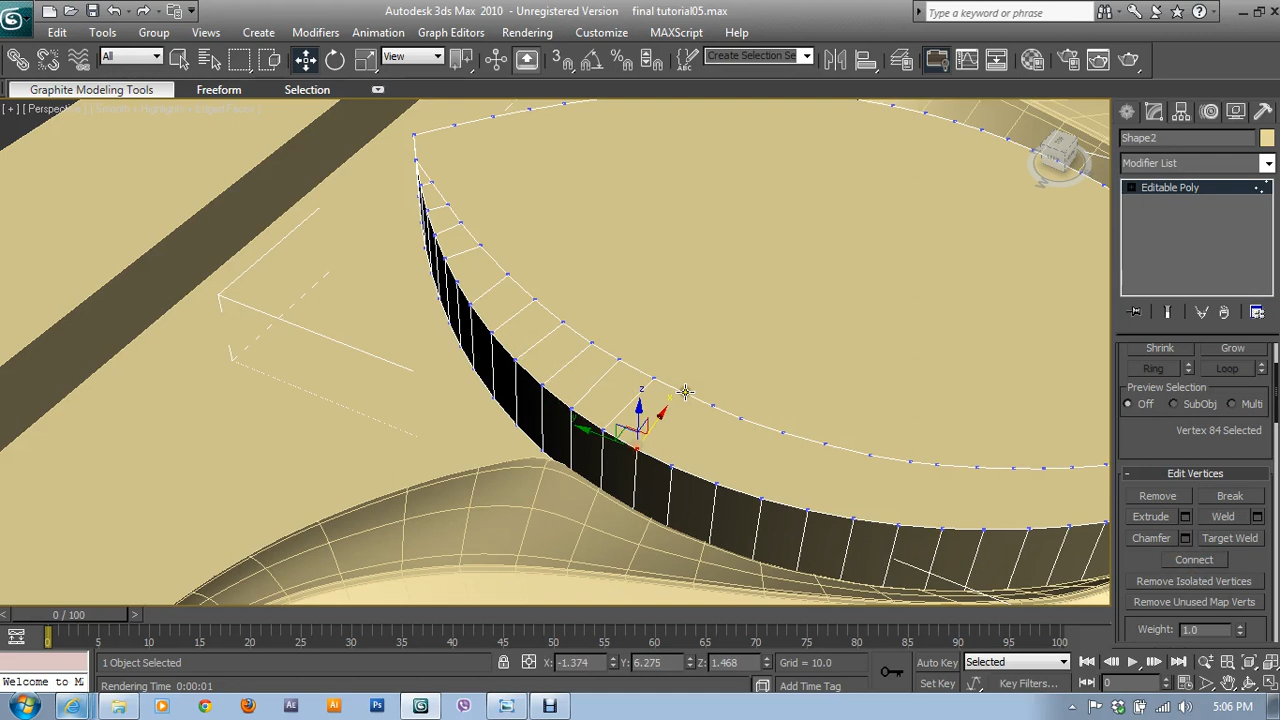 Autodesk 3ds Max 2010 - Unregistered Version final tutorial05.max
Type a keyword or phrase
Edit Tools Group Views Create Modifiers Animation Graph Editors Rendering Customize MAXScript Help
All
View
Create Selection Se
Graphite Modeling Tools Freeform Selection
[ + ] [ Perspective ]
Shape2
Modifier List
Editable Poly
Shrink Grow
Ring Loop
Preview Selection
Off SubObj Multi
Vertex 84 Selected
Edit Vertices
Remove Break
Extrude Weld
Chamfer Target Weld
Connect
Remove Isolated Vertices
Remove Unused Map Verts
Weight: 1.0
z
x
0 / 100
0 5 10 15 20 25 30 35 40 45 50 55 60 65 70 75 80 85 90 95 100
1 Object Selected X: -1.374 Y: 6.275 Z: 1.468 Grid = 10.0 Auto Key Selected
Welcome to M Rendering Time 0:00:01 Add Time Tag Set Key Key Filters... 0
Ae Ai Ps 5:06 PM